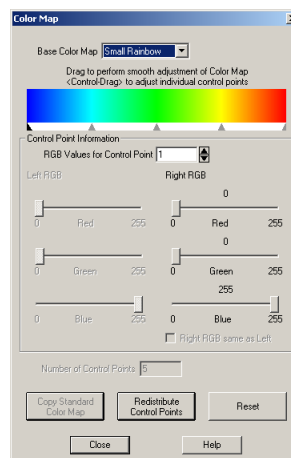 Color Map
Base Color Map Small Rainbow
Drag to perform smooth adjustment of Color Map
<Control-Drag> to adjust individual control points
Control Point Information
RGB Values for Control Point 1
Left RGB Right RGB
0
0 Red 255 0 Red 255
0
0 Green 255 0 Green 255
255
0 Blue 255 0 Blue 255
Right RGB same as Left
Number of Control Points 5
Copy Standard Color Map
Redistribute Control Points
Reset
Close Help